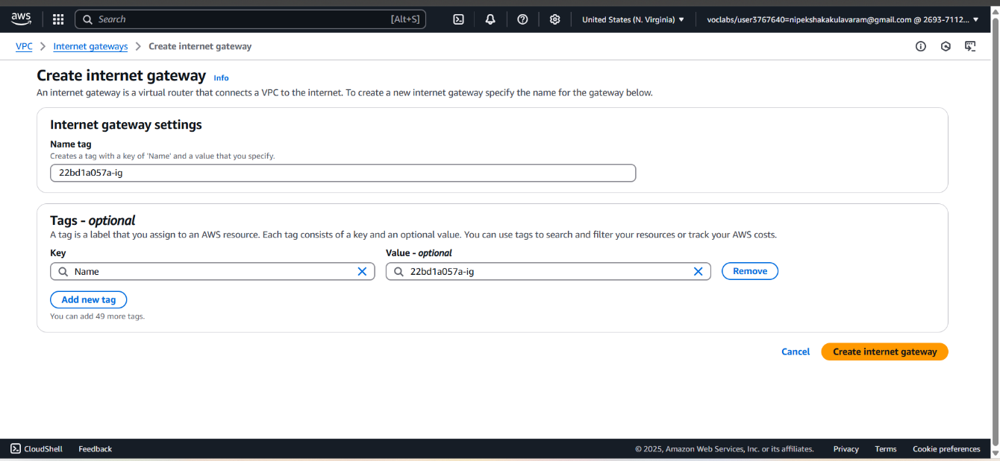 aws Search [Alt+S] United States (N. Virginia) voclabs/user3767640=nipekshakakulavaram@gmail.com @ 2693-7112...
VPC Internet gateways Create internet gateway
Create internet gateway Info
An internet gateway is a virtual router that connects a VPC to the internet. To create a new internet gateway specify the name for the gateway below.
Internet gateway settings
Name tag
Creates a tag with a key of 'Name' and a value that you specify.
22bd1a057a-ig
Tags - optional
A tag is a label that you assign to an AWS resource. Each tag consists of a key and an optional value. You can use tags to search and filter your resources or track your AWS costs.
Key Value - optional
Name 22bd1a057a-ig Remove
Add new tag
You can add 49 more tags.
Cancel Create internet gateway
CloudShell Feedback © 2025, Amazon Web Services, Inc. or its affiliates. Privacy Terms Cookie preferences